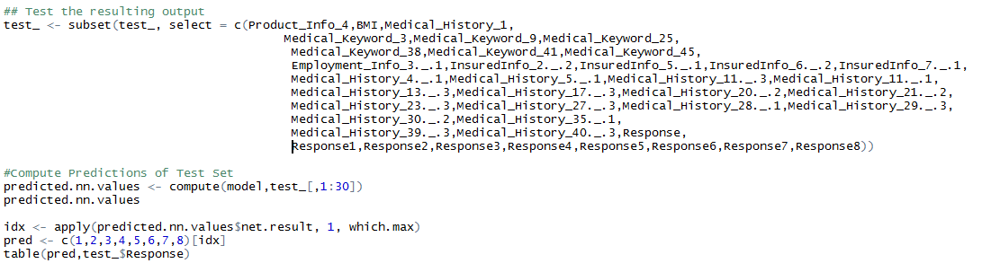 ## Test the resulting output
test_ <- subset(test_, select = c(Product_Info_4,BMI,Medical_History_1,
Medical_Keyword_3,Medical_Keyword_9,Medical_Keyword_25,
Medical_Keyword_38,Medical_Keyword_41,Medical_Keyword_45,
Employment_Info_3._.1,InsuredInfo_2._.2,InsuredInfo_5._.1,InsuredInfo_6._.2,InsuredInfo_7._.1,
Medical_History_4._.1,Medical_History_5._.1,Medical_History_11._.3,Medical_History_11._.1,
Medical_History_13._.3,Medical_History_17._.3,Medical_History_20._.2,Medical_History_21._.2,
Medical_History_23._.3,Medical_History_27._.3,Medical_History_28._.1,Medical_History_29._.3,
Medical_History_30._.2,Medical_History_35._.1,
Medical_History_39._.3,Medical_History_40._.3,Response,
Response1,Response2,Response3,Response4,Response5,Response6,Response7,Response8))
#Compute Predictions of Test Set
predicted.nn.values <- compute(model,test_[,1:30])
predicted.nn.values
idx <- apply(predicted.nn.values$net.result, 1, which.max)
pred <- c(1,2,3,4,5,6,7,8)[idx]
table(pred,test_$Response)